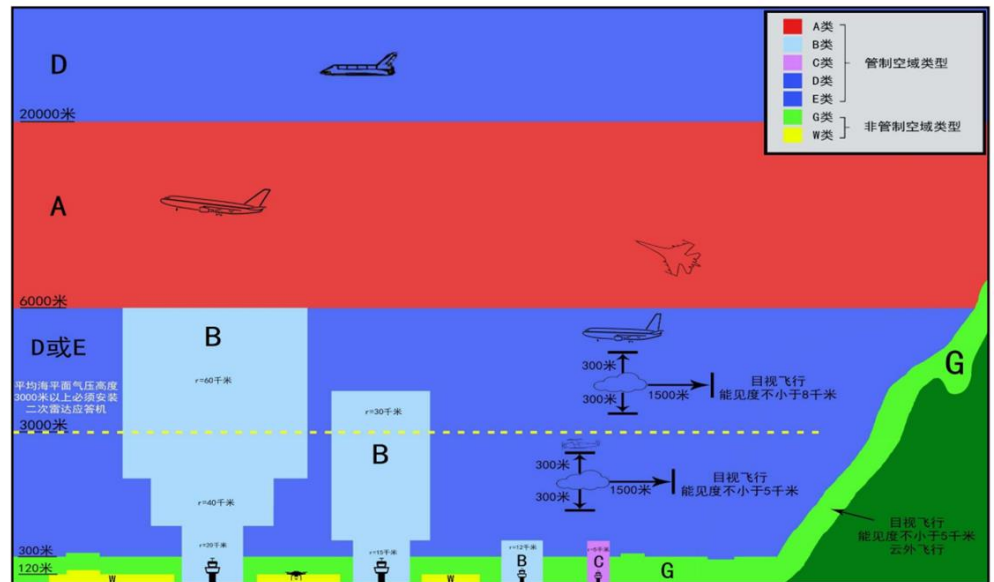 D
20000米
A
6000米
A类
B类
C类
D类
E类
G类
W类
管制空域类型
非管制空域类型
D或E
平均海平面气压高度
3000米以上必须安装
二次雷达应答机
3000米
B
r=60千米
r=40千米
r=20千米
r=30千米
B
r=15千米
300米
300米
1500米
目视飞行
能见度不小于8千米
300米
300米
1500米
目视飞行
能见度不小于5千米
G
目视飞行
能见度不小于5千米
云外飞行
300米
120米
W
W
r=12千米
B
C
G